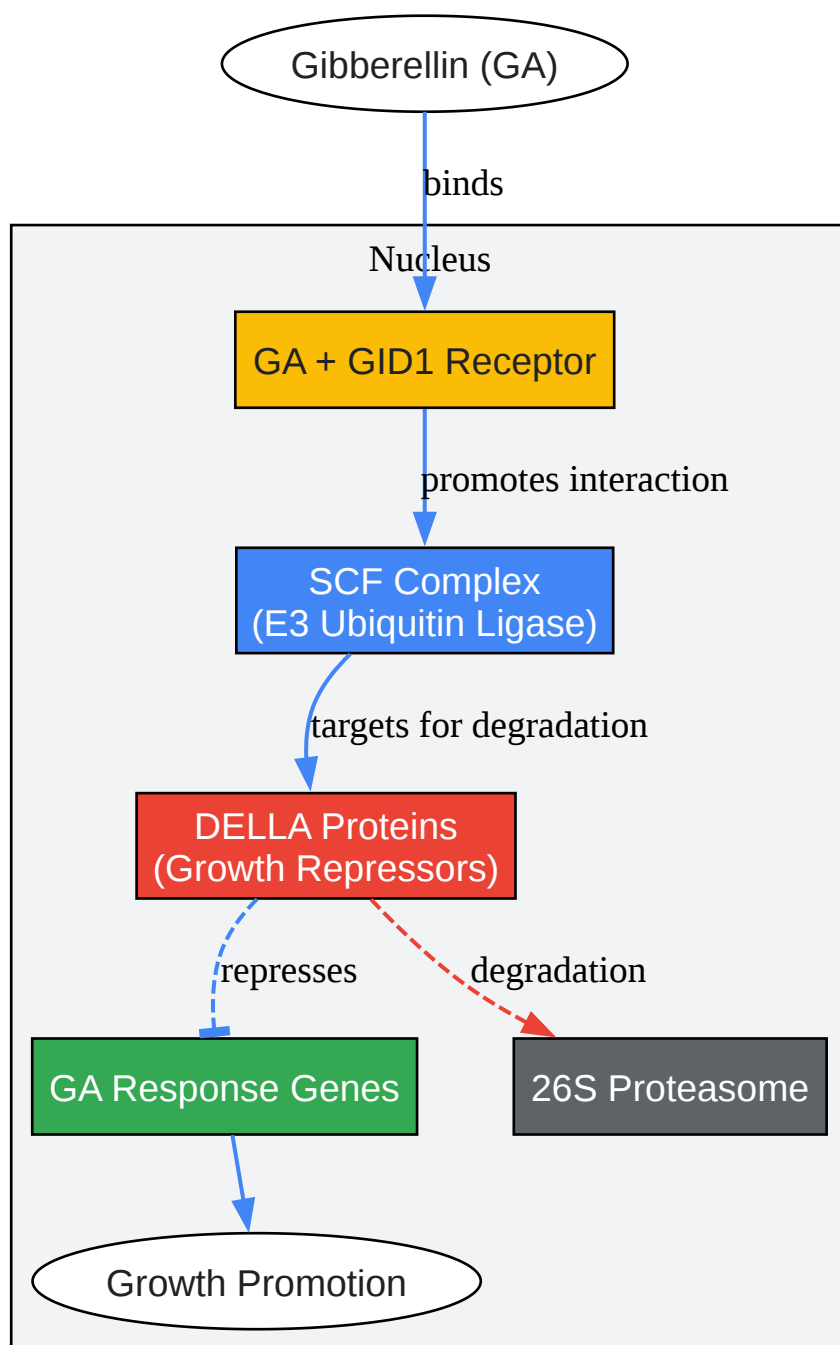 Gibberellin (GA)
binds
Nucleus
GA + GID1 Receptor
promotes interaction
SCF Complex
(E3 Ubiquitin Ligase)
targets for degradation
DELLA Proteins
(Growth Repressors)
represses
degradation
GA Response Genes
26S Proteasome
Growth Promotion